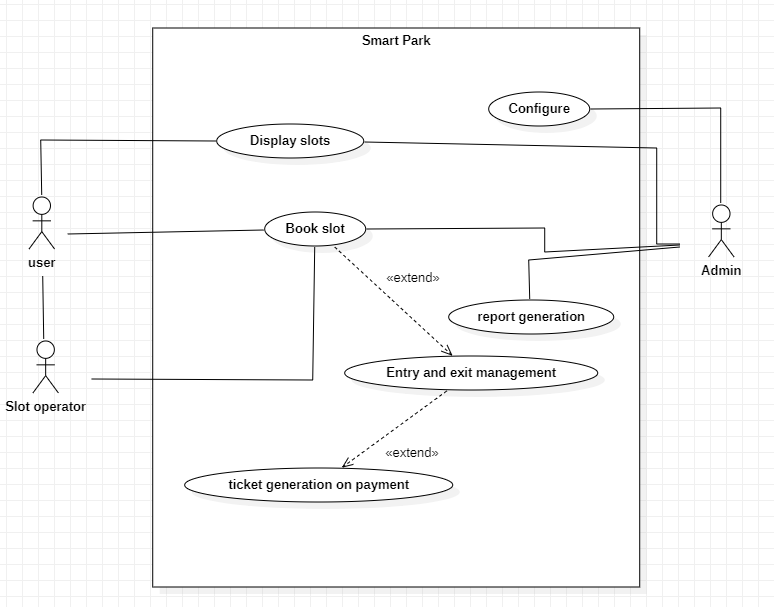 Smart Park
Configure
Display slots
Book slot
user
Admin
«extend»
report generation
Entry and exit management
Slot operator
«extend»
ticket generation on payment